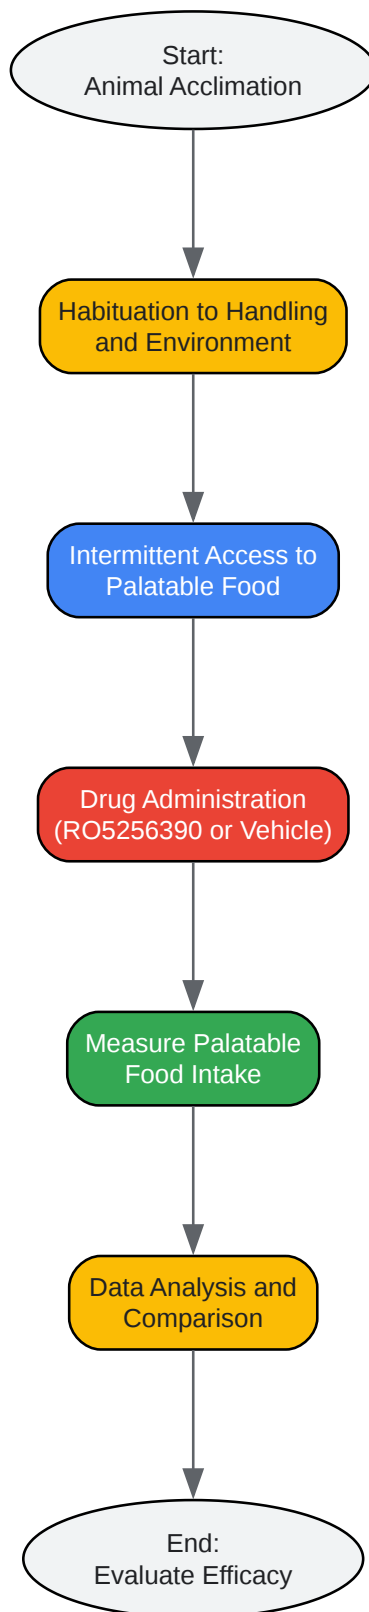 Start:
Animal Acclimation
Habituation to Handling
and Environment
Intermittent Access to
Palatable Food
Drug Administration
(RO5256390 or Vehicle)
Measure Palatable
Food Intake
Data Analysis and
Comparison
End:
Evaluate Efficacy